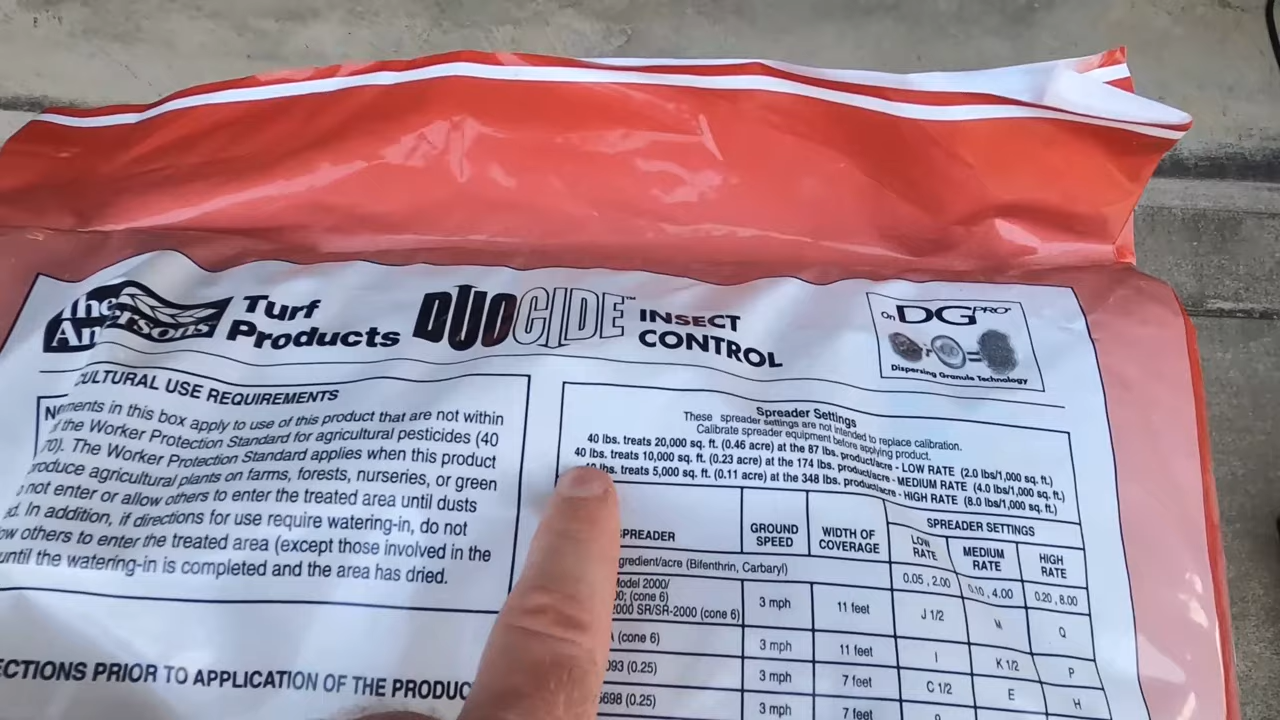 The Andersons
Turf
Products
DUOCIDE™ INSECT
CONTROL
On DG PRO®
Dispersing Granule Technology
CULTURAL USE REQUIREMENTS
ments in this box apply to use of this product that are not within
the Worker Protection Standard for agricultural pesticides (40
70). The Worker Protection Standard applies when this product
produce agricultural plants on farms, forests, nurseries, or green
not enter or allow others to enter the treated area until dusts
d. In addition, if directions for use require watering-in, do not
ow others to enter the treated area (except those involved in the
until the watering-in is completed and the area has dried.
ECTIONS PRIOR TO APPLICATION OF THE PRODUC
Spreader Settings
These spreader settings are not intended to replace calibration.
Calibrate spreader equipment before applying product.
40 lbs. treats 20,000 sq. ft. (0.46 acre) at the 87 lbs. product/acre - LOW RATE (2.0 lbs/1,000 sq. ft.)
40 lbs. treats 10,000 sq. ft. (0.23 acre) at the 174 lbs. product/acre - MEDIUM RATE (4.0 lbs/1,000 sq. ft.)
40 lbs. treats 5,000 sq. ft. (0.11 acre) at the 348 lbs. product/acre - HIGH RATE (8.0 lbs/1,000 sq. ft.)
SPREADER
GROUND
SPEED
WIDTH OF
COVERAGE
SPREADER SETTINGS
LOW
RATE
MEDIUM
RATE
HIGH
RATE
gredient/acre (Bifenthrin, Carbaryl)
0.05, 2.00
0.10, 4.00
0.20, 8.00
Model 2000/
00; (cone 6)
2000 SR/SR-2000 (cone 6)
3 mph
11 feet
J 1/2
M
Q
(cone 6)
3 mph
11 feet
I
K 1/2
P
093 (0.25)
3 mph
7 feet
C 1/2
E
H
5698 (0.25)
3 mph
7 feet